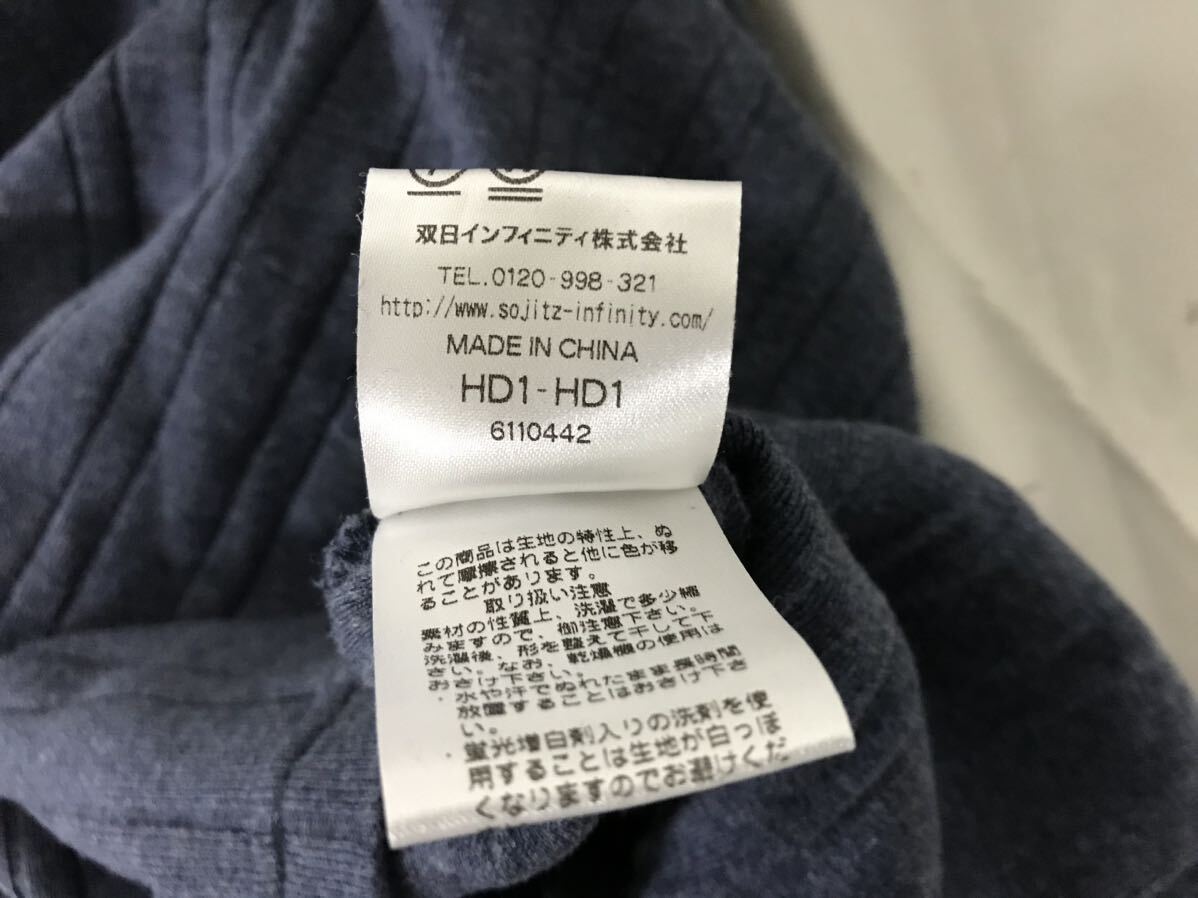 双日インフィニティ株式会社
TEL.0120-998-321
http://www.sojitz-infinity.com/
MADE IN CHINA
HD1-HD1
6110442
この商品は生地の特性上、ぬ
れて摩擦されると他に色が移
ることがあります。
取り扱い注意
素材の性質上、洗濯で多少縮
みますので、御注意下さい。
洗濯後、形を整えて干して下
さい。なお、乾燥機の使用は
おさけ下さい。
・水や汗でぬれたまま長時間
放置することはおさけ下さ
い。
・蛍光増白剤入りの洗剤を使
用することは生地が白っぽ
くなりますのでお避けくだ